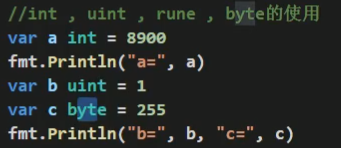 //int , uint , rune , byte的使用
var a int = 8900
fmt.Println("a=", a)
var b uint = 1
var c byte = 255
fmt.Println("b=", b, "c=", c)